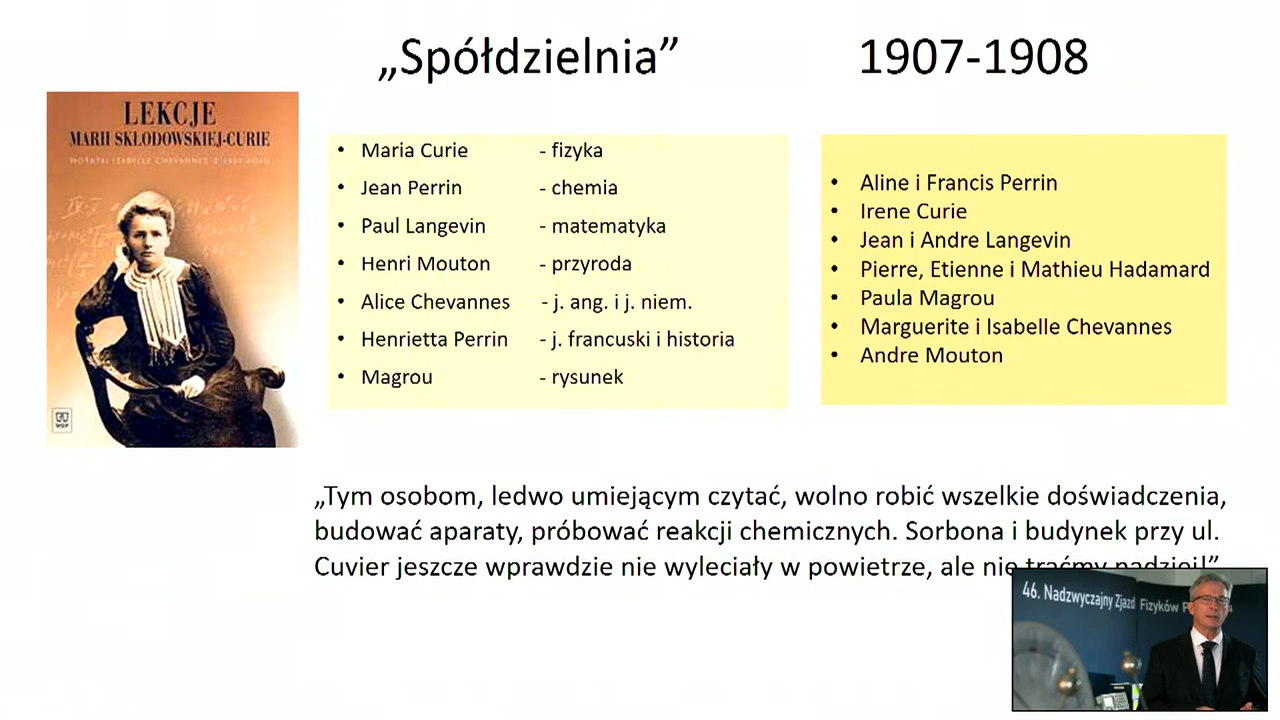 „Spółdzielnia” 1907-1908
LEKCJE
MARII SKŁODOWSKIEJ-CURIE
NOTATKI IZABELLE CHEVANNES Z 1907 ROKU
WSiP
• Maria Curie - fizyka
• Jean Perrin - chemia
• Paul Langevin - matematyka
• Henri Mouton - przyroda
• Alice Chevannes - j. ang. i j. niem.
• Henrietta Perrin - j. francuski i historia
• Magrou - rysunek
• Aline i Francis Perrin
• Irene Curie
• Jean i Andre Langevin
• Pierre, Etienne i Mathieu Hadamard
• Paula Magrou
• Marguerite i Isabelle Chevannes
• Andre Mouton
„Tym osobom, ledwo umiejącym czytać, wolno robić wszelkie doświadczenia,
budować aparaty, próbować reakcji chemicznych. Sorbona i budynek przy ul.
Cuvier jeszcze wprawdzie nie wyleciały w powietrze, ale nie traćmy nadziei!”
46. Nadzwyczajny Zjazd Fizyków